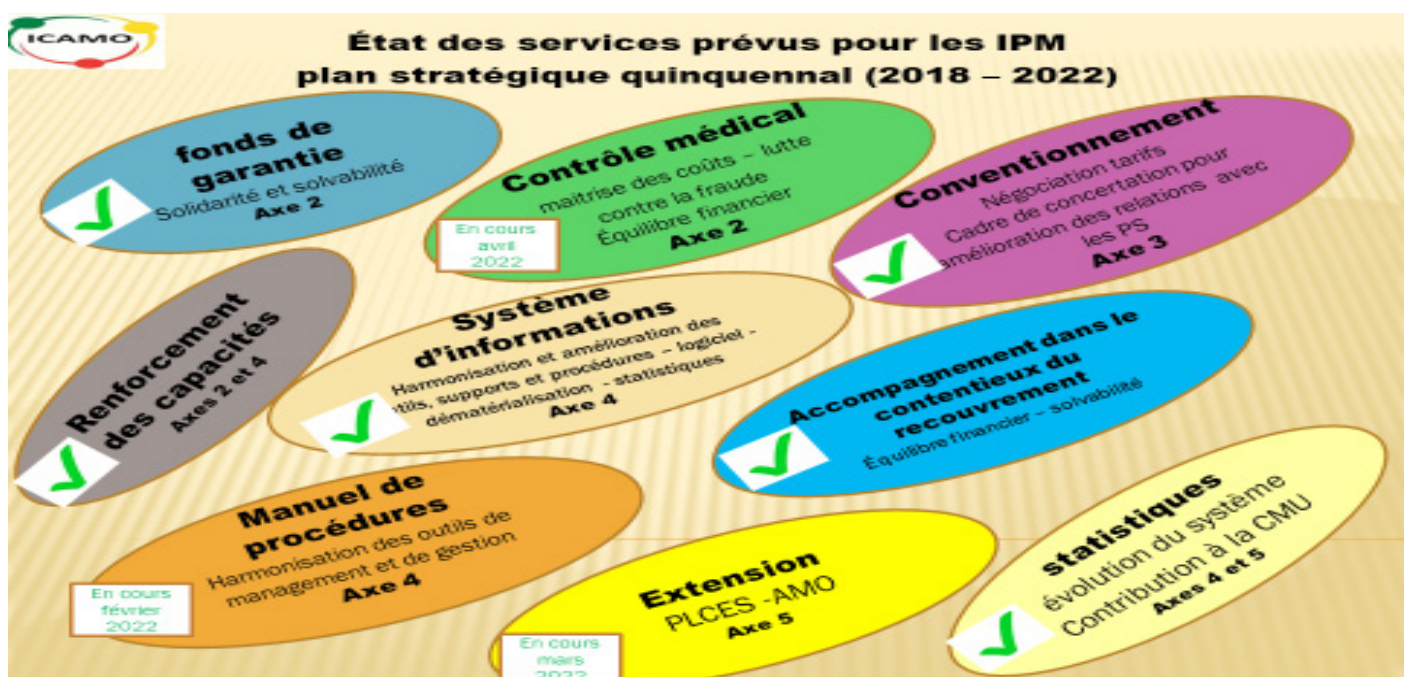 ICAMO
État des services prévus pour les IPM
plan stratégique quinquennal (2018 – 2022)
fonds de
garantie
Solidarité et solvabilité
Axe 2
Contrôle médical
maîtrise des coûts – lutte
contre la fraude
Équilibre financier
Axe 2
En cours
avril
2022
Conventionnement
Négociation tarifs
Cadre de concertation pour
amélioration des relations avec
les PS
Axe 3
Renforcement
des capacités
Axes 2 et 4
Système
d'informations
Harmonisation et amélioration des
tils, supports et procédures – logiciel -
dématérialisation - statistiques
Axe 4
Accompagnement dans le
contentieux du
recouvrement
Équilibre financier – solvabilité
Manuel de
procédures
Harmonisation des outils de
management et de gestion
Axe 4
En cours
février
2022
Extension
PLCES -AMO
Axe 5
En cours
mars
2022
statistiques
évolution du système
Contribution à la CMU
Axes 4 et 5